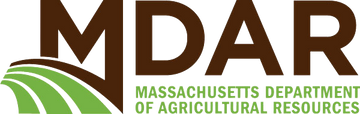 MDAR
MASSACHUSETTS DEPARTMENT
OF AGRICULTURAL RESOURCES